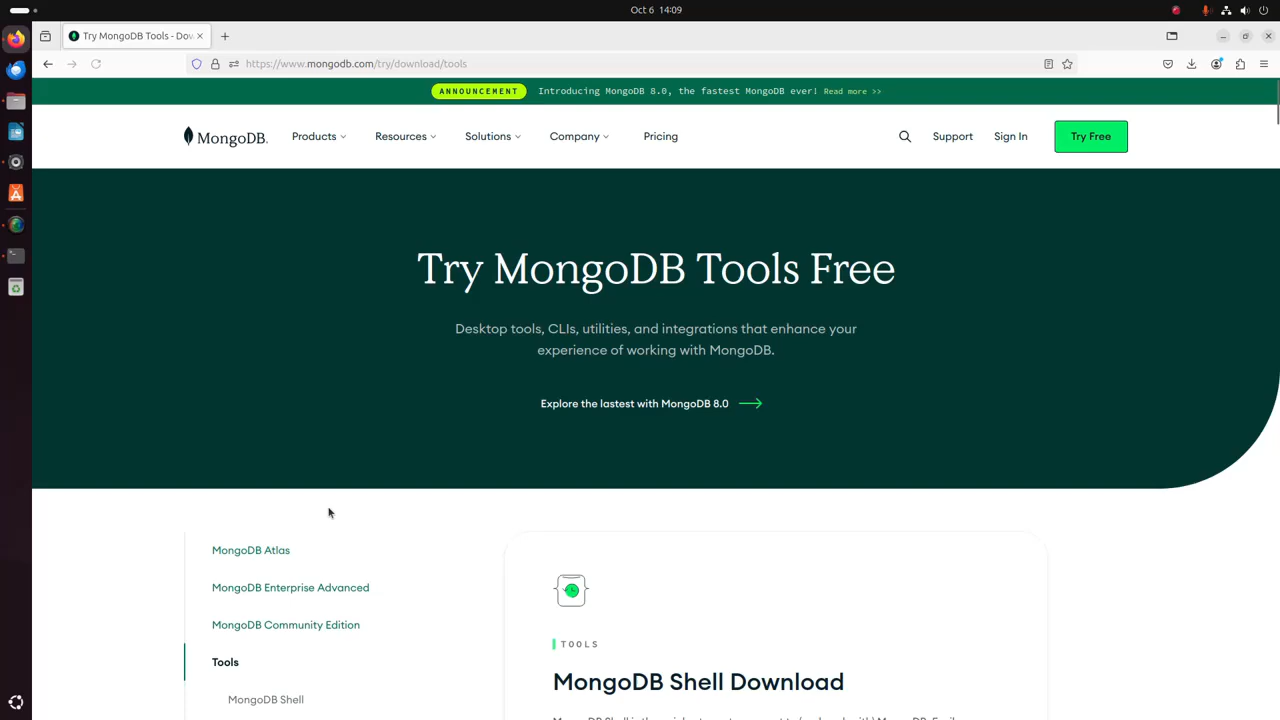 Oct 6 14:09
Try MongoDB Tools - Dow
https://www.mongodb.com/try/download/tools
ANNOUNCEMENT Introducing MongoDB 8.0, the fastest MongoDB ever! Read more >>
MongoDB. Products Resources Solutions Company Pricing Support Sign In Try Free
Try MongoDB Tools Free
Desktop tools, CLIs, utilities, and integrations that enhance your
experience of working with MongoDB.
Explore the lastest with MongoDB 8.0
MongoDB Atlas
MongoDB Enterprise Advanced
MongoDB Community Edition
Tools
MongoDB Shell
TOOLS
MongoDB Shell Download